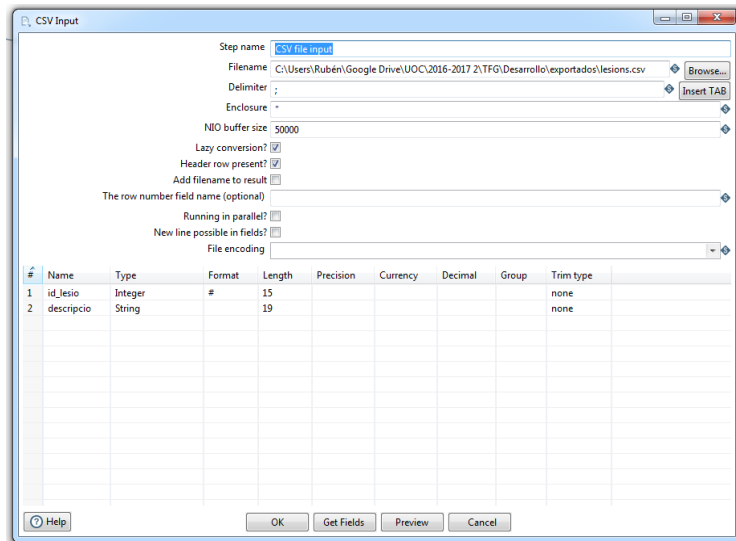 CSV Input
Step name CSV file input
Filename C:\Users\Rubén\Google Drive\UOC\2016-2017 2\TFG\Desarrollo\exportados\lesions.csv Browse...
Delimiter ; Insert TAB
Enclosure "
NIO buffer size 50000
Lazy conversion?
Header row present?
Add filename to result
The row number field name (optional)
Running in parallel?
New line possible in fields?
File encoding
# Name Type Format Length Precision Currency Decimal Group Trim type
1 id_lesio Integer # 15 none
2 descripcio String 19 none
Help OK Get Fields Preview Cancel